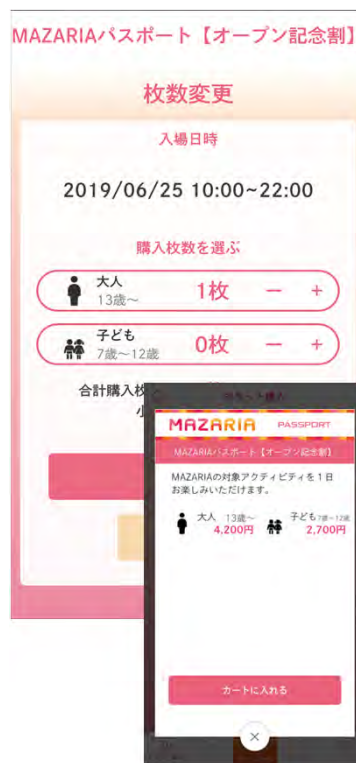 MAZARIAパスポート【オープン記念割】
枚数変更
入場日時
2019/06/25 10:00~22:00
購入枚数を選ぶ
大人
13歳～
1枚 － ＋
子ども
7歳～12歳
0枚 － ＋
合計購入枚
MAZARIA PASSPORT
MAZARIAパスポート【オープン記念割】
MAZARIAの対象アクティビティを1日
お楽しみいただけます。
大人 13歳～
4,200円
子ども 7歳～12歳
2,700円
カートに入れる
×